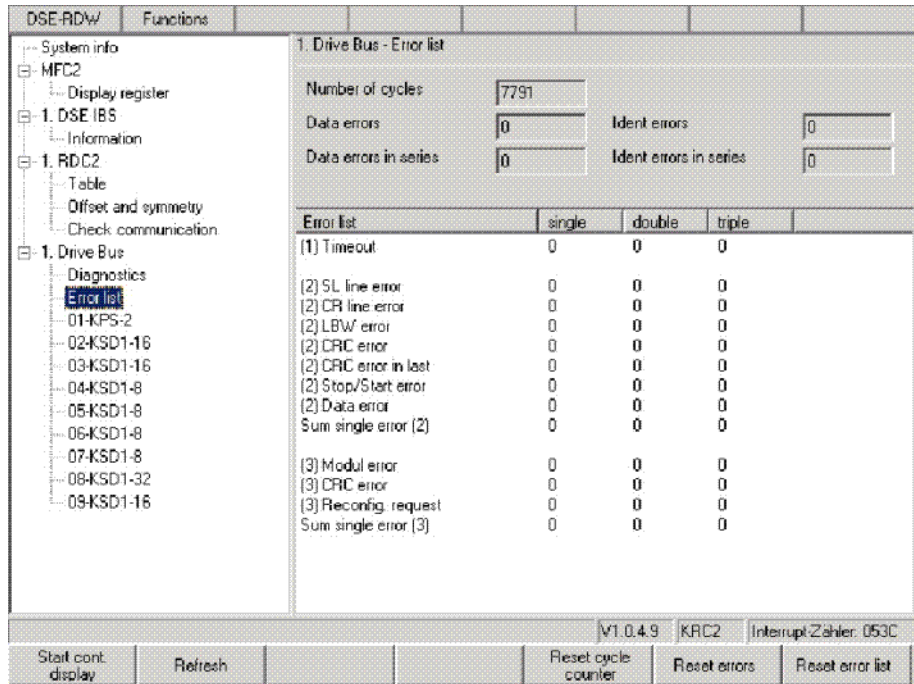 DSE-RDW Functions
System info
MFC2
Display register
1. DSE IBS
Information
1. RDC2
Table
Offset and symmetry
Check communication
1. Drive Bus
Diagnostics
Error list
01-KPS-2
02-KSD1-16
03-KSD1-16
04-KSD1-8
05-KSD1-8
06-KSD1-8
07-KSD1-8
08-KSD1-32
09-KSD1-16
1. Drive Bus - Error list
Number of cycles 7791
Data errors 0 Ident errors 0
Data errors in series 0 Ident errors in series 0
Error list single double triple
(1) Timeout 0 0 0
(2) SL line error 0 0 0
(2) CR line error 0 0 0
(2) LBW error 0 0 0
(2) CRC error 0 0 0
(2) CRC error in last 0 0 0
(2) Stop/Start error 0 0 0
(2) Data error 0 0 0
Sum single error (2) 0 0 0
(3) Modul error 0 0 0
(3) CRC error 0 0 0
(3) Reconfig. request 0 0 0
Sum single error (3) 0 0 0
V1.0.4.9 KRC2 Interrupt-Zähler: 053C
Start cont. display Refresh Reset cycle counter Reset errors Reset error list